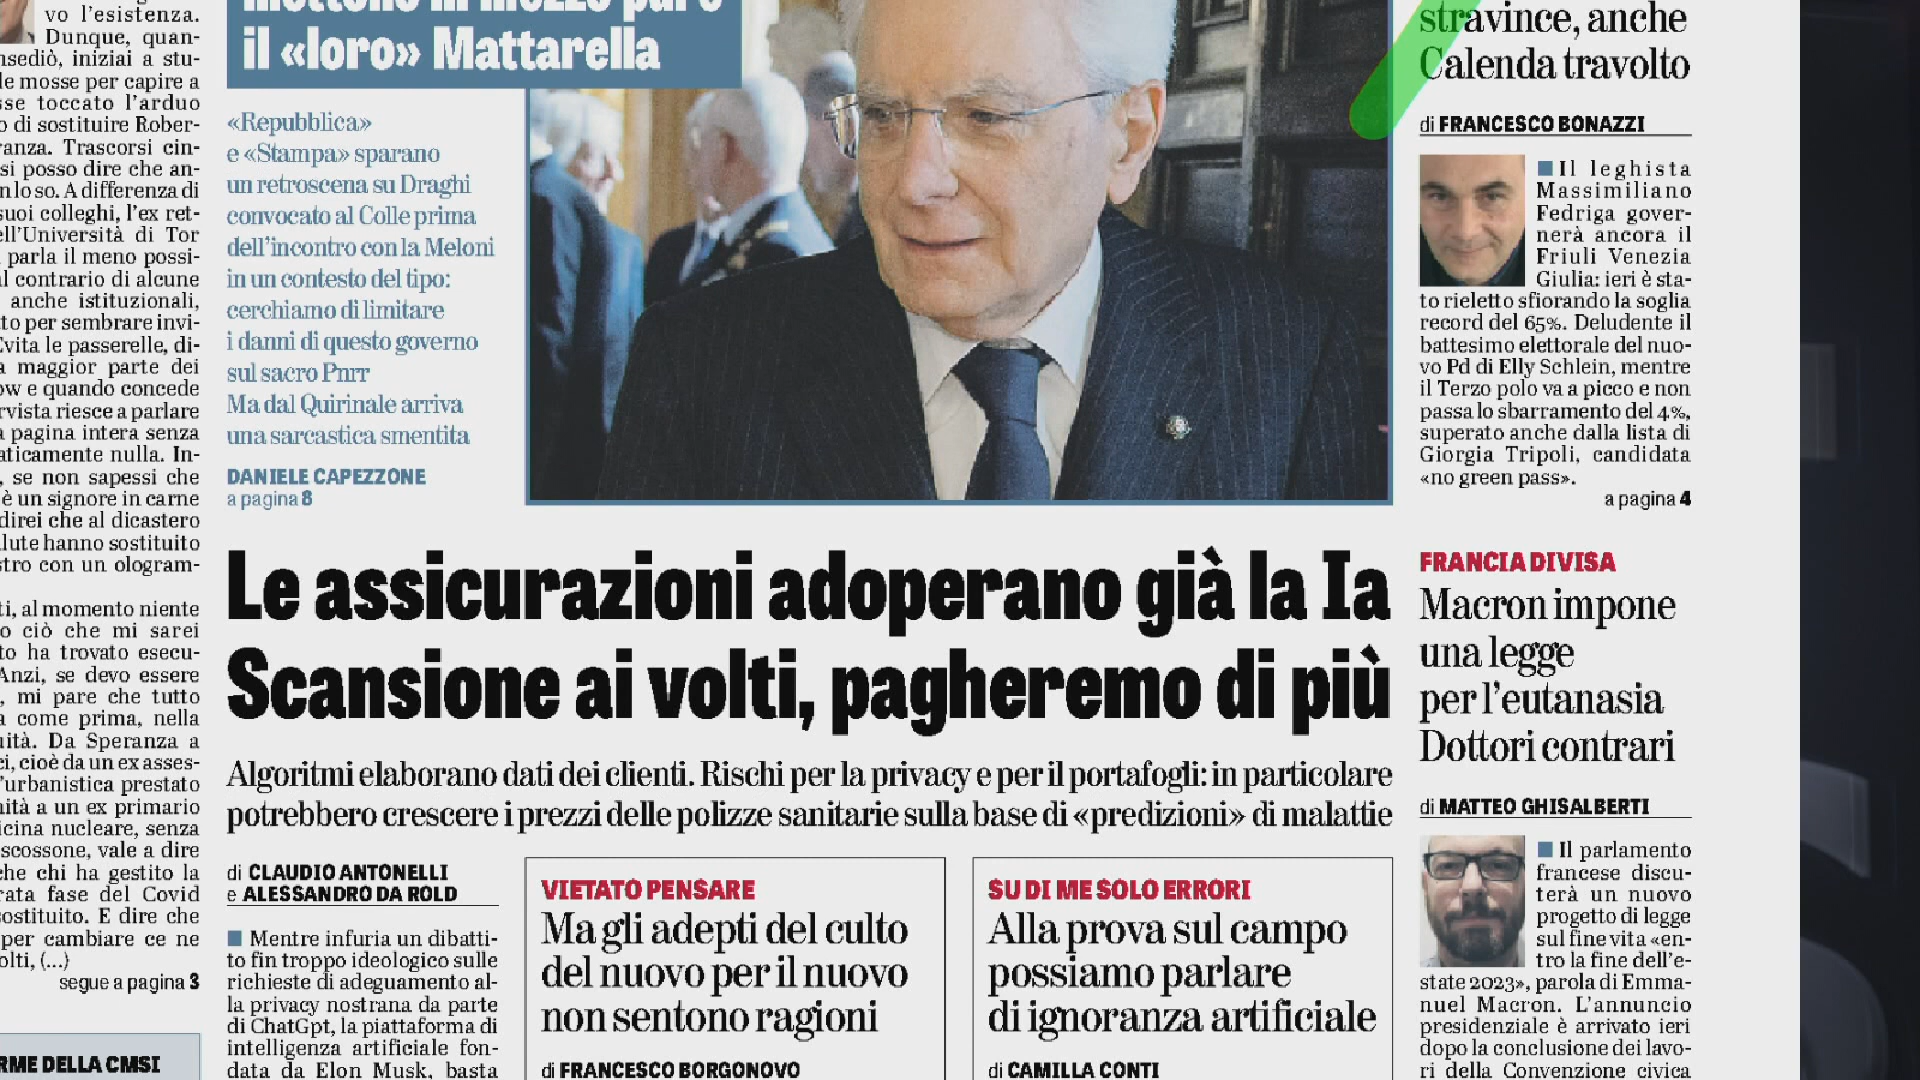 vo l'esistenza.
Dunque, quan-
sediò, iniziai a stu-
le mosse per capire a
sse toccato l'arduo
o di sostituire Rober-
ranza. Trascorsi cin-
si posso dire che an-
n lo so. A differenza di
suoi colleghi, l'ex ret-
ell'Università di Tor
parla il meno possi-
al contrario di alcune
anche istituzionali,
tto per sembrare invi-
Evita le passerelle, di-
a maggior parte dei
ow e quando concede
rvista riesce a parlare
a pagina intera senza
aticamente nulla. In-
, se non sapessi che
è un signore in carne
direi che al dicastero
lute hanno sostituito
stro con un ologram-
ti, al momento niente
o ciò che mi sarei
to ha trovato esecu-
Anzi, se devo essere
, mi pare che tutto
a come prima, nella
uità. Da Speranza a
ci, cioè da un ex asses-
l'urbanistica prestato
nità a un ex primario
icina nucleare, senza
scossone, vale a dire
che chi ha gestito la
rata fase del Covid
sostituito. E dire che
per cambiare ce ne
olti, (...)
segue a pagina 3
RME DELLA CMSI
mettono in mezzo pure
il «loro» Mattarella
«Repubblica»
e «Stampa» sparano
un retroscena su Draghi
convocato al Colle prima
dell'incontro con la Meloni
in un contesto del tipo:
cerchiamo di limitare
i danni di questo governo
sul sacro Pnrr
Ma dal Quirinale arriva
una sarcastica smentita
DANIELE CAPEZZONE
a pagina 8
Le assicurazioni adoperano già la Ia
Scansione ai volti, pagheremo di più
Algoritmi elaborano dati dei clienti. Rischi per la privacy e per il portafogli: in particolare
potrebbero crescere i prezzi delle polizze sanitarie sulla base di «predizioni» di malattie
di CLAUDIO ANTONELLI
e ALESSANDRO DA ROLD
Mentre infuria un dibatti-
to fin troppo ideologico sulle
richieste di adeguamento al-
la privacy nostrana da parte
di ChatGpt, la piattaforma di
intelligenza artificiale fon-
data da Elon Musk, basta
VIETATO PENSARE
Ma gli adepti del culto
del nuovo per il nuovo
non sentono ragioni
di FRANCESCO BORGONOVO
SU DI ME SOLO ERRORI
Alla prova sul campo
possiamo parlare
di ignoranza artificiale
di CAMILLA CONTI
stravince, anche
Calenda travolto
di FRANCESCO BONAZZI
Il leghista
Massimiliano
Fedriga gover-
nerà ancora il
Friuli Venezia
Giulia: ieri è sta-
to rieletto sfiorando la soglia
record del 65%. Deludente il
battesimo elettorale del nuo-
vo Pd di Elly Schlein, mentre
il Terzo polo va a picco e non
passa lo sbarramento del 4%,
superato anche dalla lista di
Giorgia Tripoli, candidata
«no green pass».
a pagina 4
FRANCIA DIVISA
Macron impone
una legge
per l'eutanasia
Dottori contrari
di MATTEO GHISALBERTI
Il parlamento
francese discu-
terà un nuovo
progetto di legge
sul fine vita «en-
tro la fine dell'e-
state 2023», parola di Emma-
nuel Macron. L'annuncio
presidenziale è arrivato ieri
dopo la conclusione dei lavo-
ri della Convenzione civica